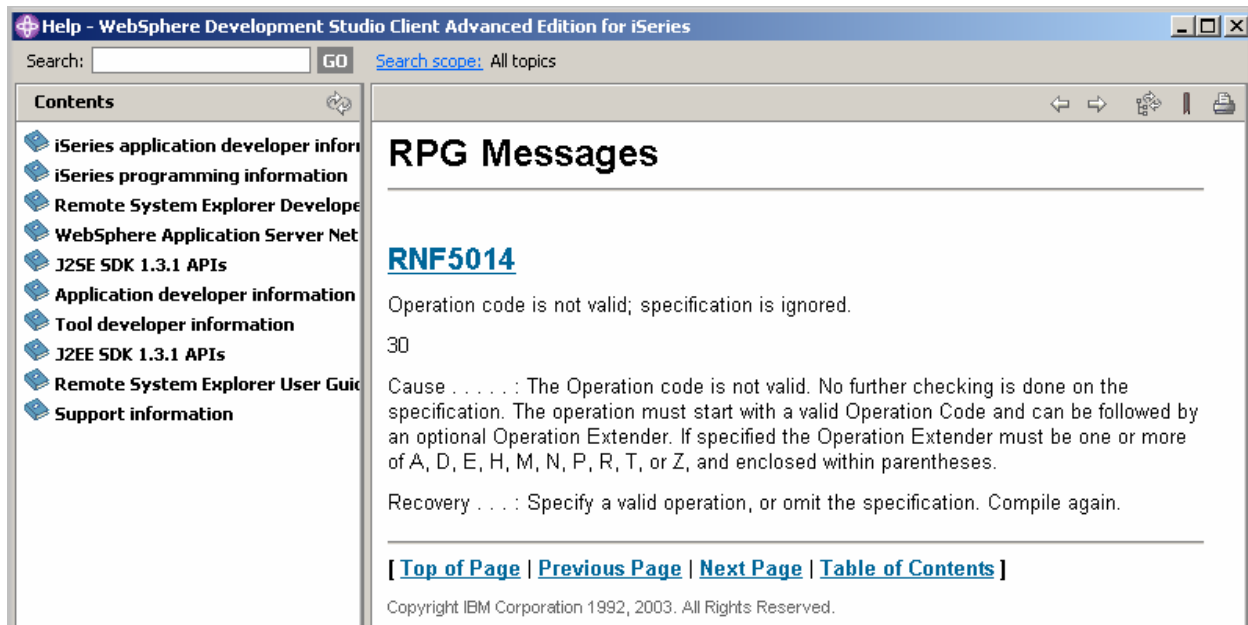 Help - WebSphere Development Studio Client Advanced Edition for iSeries
Search:
GO
Search scope: All topics
Contents
iSeries application developer infor
iSeries programming information
Remote System Explorer Develope
WebSphere Application Server Net
J2SE SDK 1.3.1 APIs
Application developer information
Tool developer information
J2EE SDK 1.3.1 APIs
Remote System Explorer User Guid
Support information
RPG Messages
RNF5014
Operation code is not valid; specification is ignored.
30
Cause . . . . . : The Operation code is not valid. No further checking is done on the
specification. The operation must start with a valid Operation Code and can be followed by
an optional Operation Extender. If specified the Operation Extender must be one or more
of A, D, E, H, M, N, P, R, T, or Z, and enclosed within parentheses.
Recovery . . . : Specify a valid operation, or omit the specification. Compile again.
[ Top of Page | Previous Page | Next Page | Table of Contents ]
Copyright IBM Corporation 1992, 2003. All Rights Reserved.